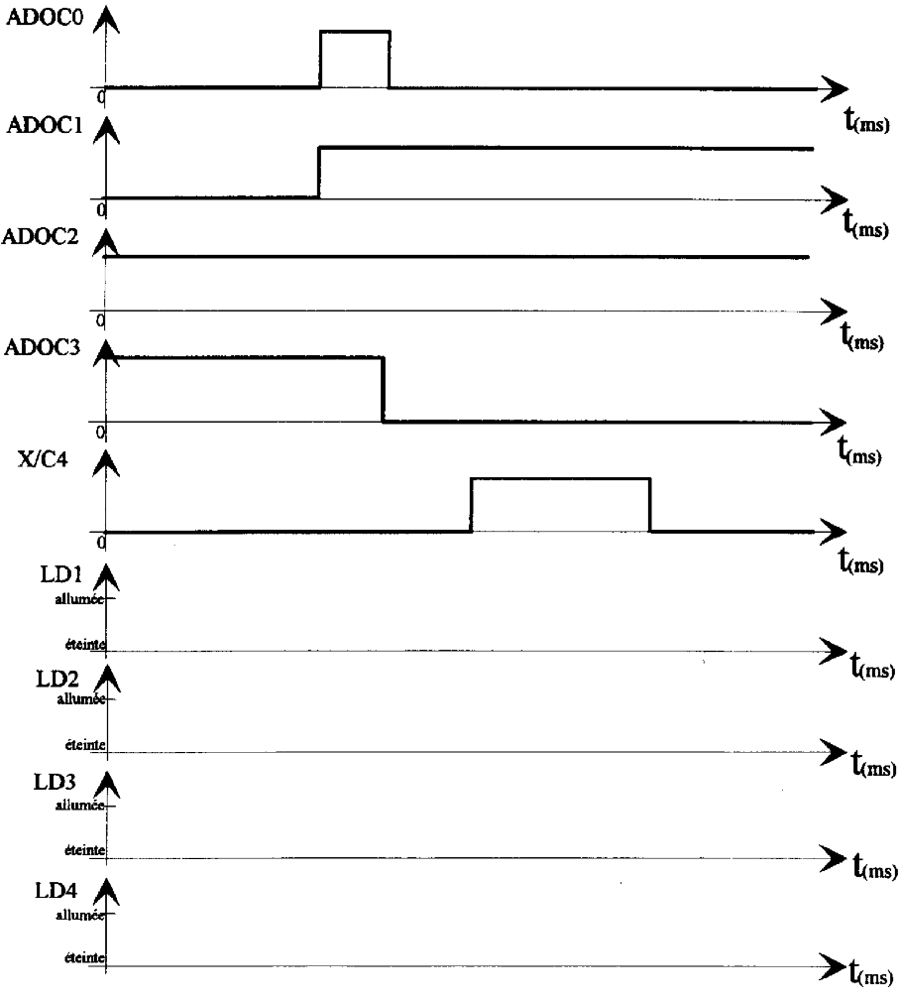 ADOC0
0
t(ms)
ADOC1
0
t(ms)
ADOC2
0
t(ms)
ADOC3
0
t(ms)
X/C4
0
t(ms)
LD1
allumée
éteinte
t(ms)
LD2
allumée
éteinte
t(ms)
LD3
allumée
éteinte
t(ms)
LD4
allumée
éteinte
t(ms)